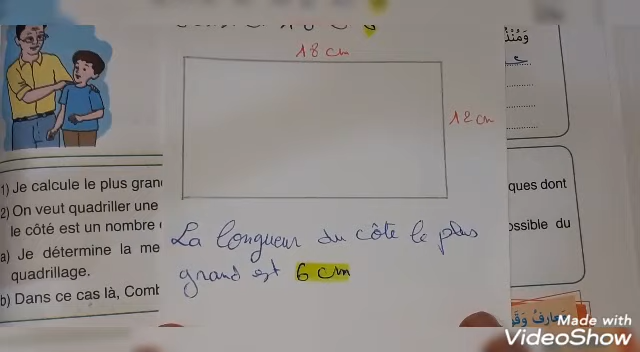 18 cm
12 cm
La longueur du côté le plus
grand est 6 cm
1) Je calcule le plus gran
2) On veut quadriller une
le côté est un nombre
a) Je détermine la me
quadrillage.
b) Dans ce cas là, Comb
ques dont
ossible du
Made with
VideoShow